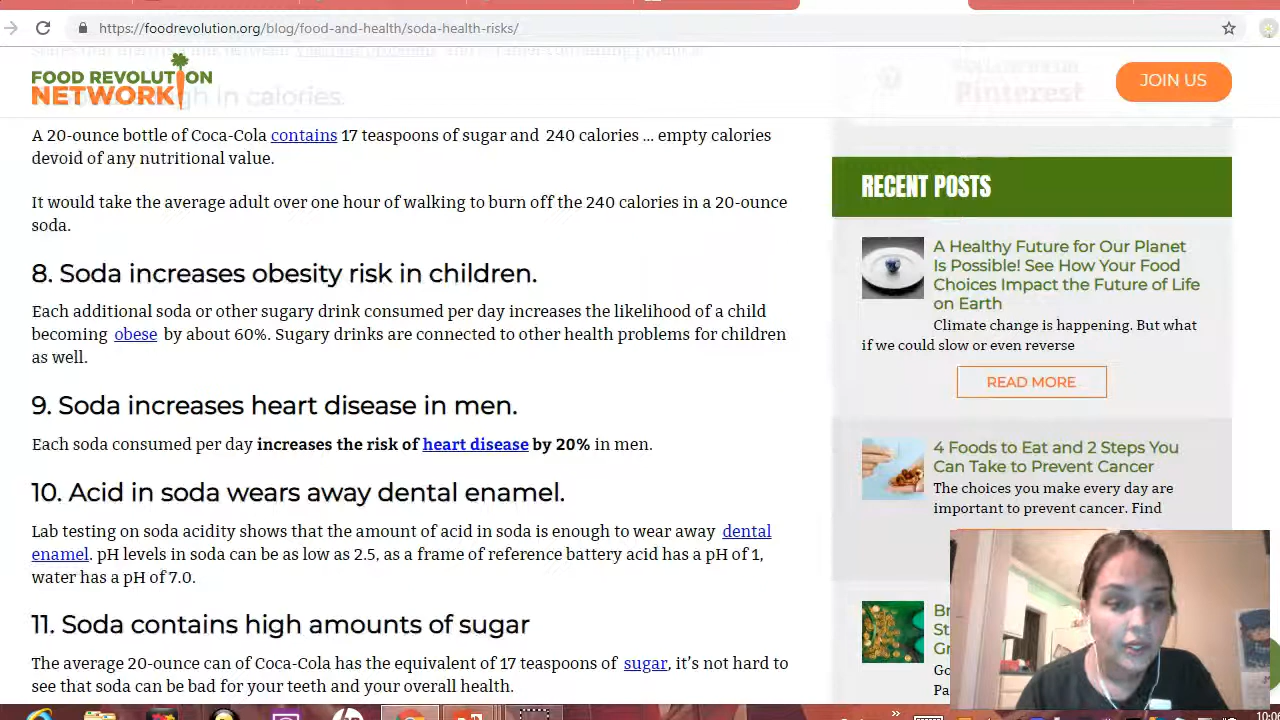 https://foodrevolution.org/blog/food-and-health/soda-health-risks/
FOOD REVOLUTION
NETWORK
high in calories.
Pinterest
JOIN US
A 20-ounce bottle of Coca-Cola contains 17 teaspoons of sugar and 240 calories ... empty calories
devoid of any nutritional value.
It would take the average adult over one hour of walking to burn off the 240 calories in a 20-ounce
soda.
8. Soda increases obesity risk in children.
Each additional soda or other sugary drink consumed per day increases the likelihood of a child
becoming obese by about 60%. Sugary drinks are connected to other health problems for children
as well.
9. Soda increases heart disease in men.
Each soda consumed per day increases the risk of heart disease by 20% in men.
10. Acid in soda wears away dental enamel.
Lab testing on soda acidity shows that the amount of acid in soda is enough to wear away dental
enamel. pH levels in soda can be as low as 2.5, as a frame of reference battery acid has a pH of 1,
water has a pH of 7.0.
11. Soda contains high amounts of sugar
The average 20-ounce can of Coca-Cola has the equivalent of 17 teaspoons of sugar, it's not hard to
see that soda can be bad for your teeth and your overall health.
RECENT POSTS
A Healthy Future for Our Planet
Is Possible! See How Your Food
Choices Impact the Future of Life
on Earth
Climate change is happening. But what
if we could slow or even reverse
READ MORE
4 Foods to Eat and 2 Steps You
Can Take to Prevent Cancer
The choices you make every day are
important to prevent cancer. Find